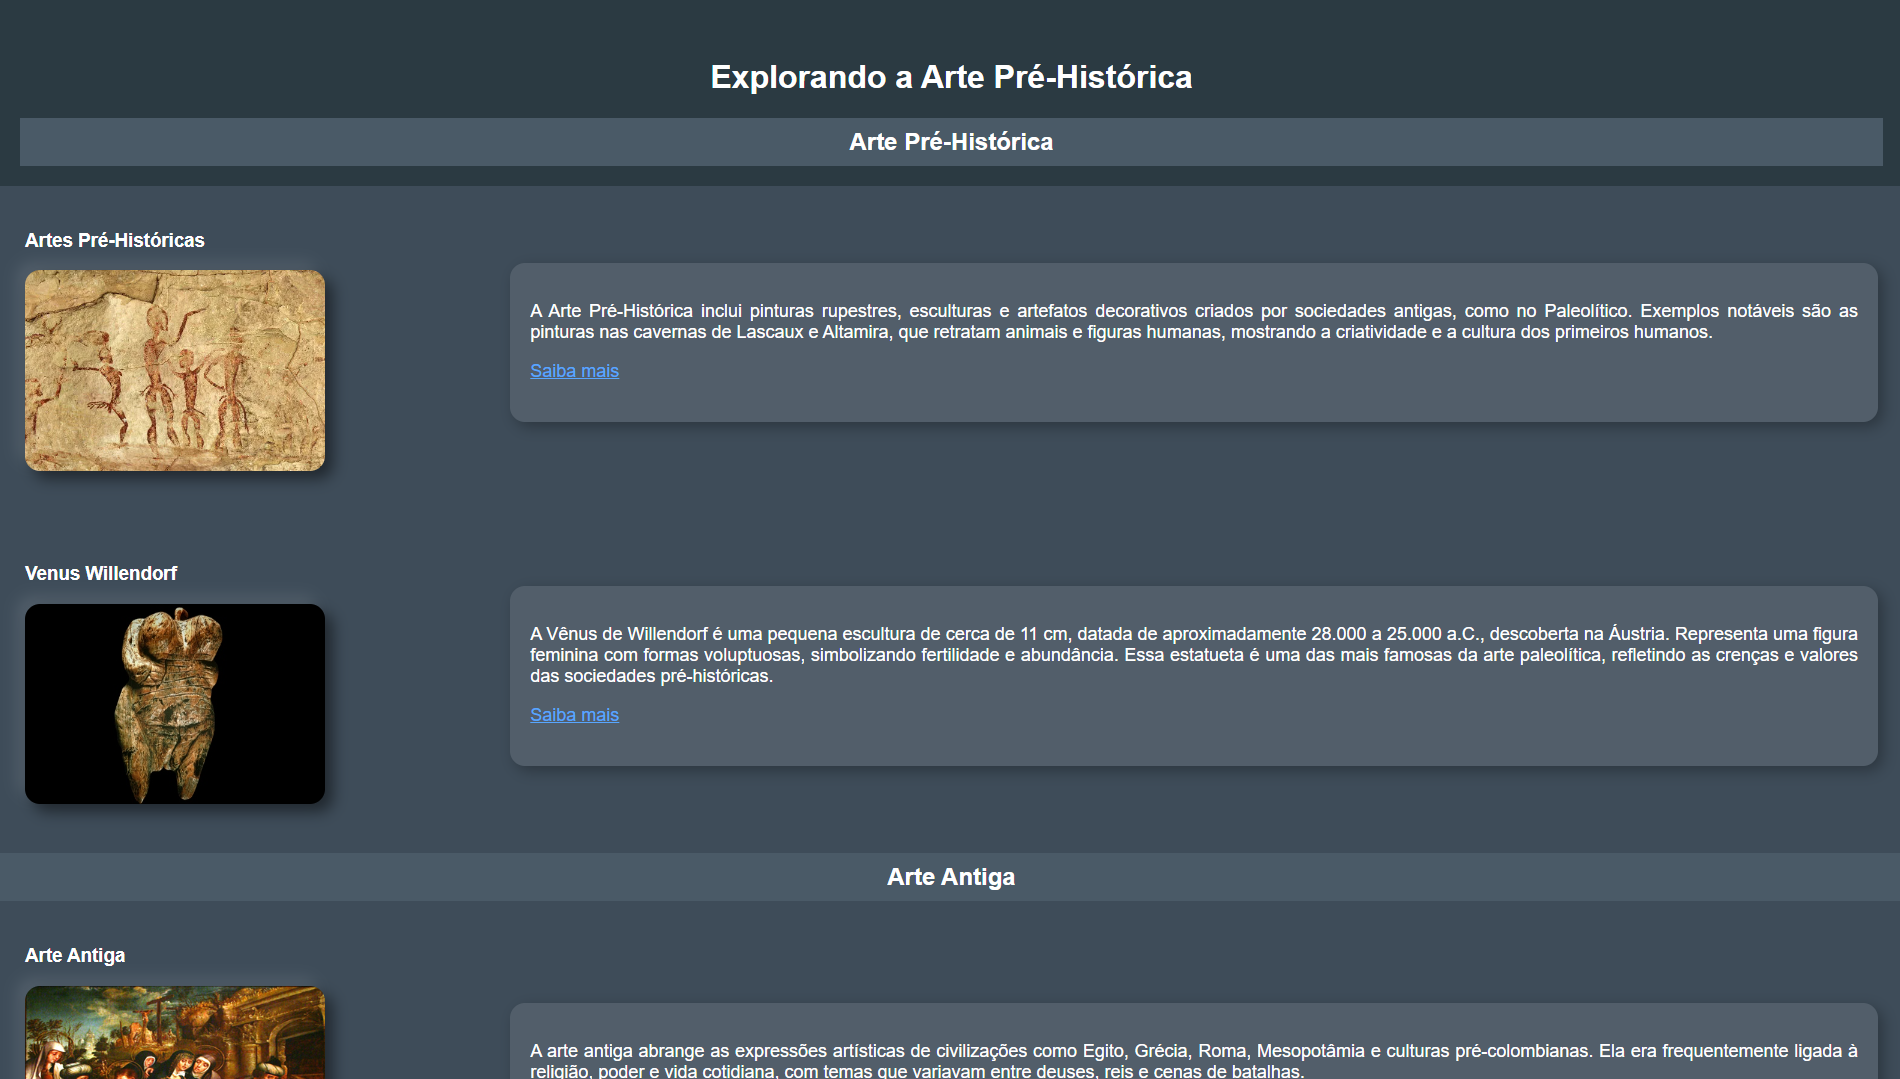 Explorando a Arte Pré-Histórica
Arte Pré-Histórica
Artes Pré-Históricas
A Arte Pré-Histórica inclui pinturas rupestres, esculturas e artefatos decorativos criados por sociedades antigas, como no Paleolítico. Exemplos notáveis são as
pinturas nas cavernas de Lascaux e Altamira, que retratam animais e figuras humanas, mostrando a criatividade e a cultura dos primeiros humanos.
Saiba mais
Venus Willendorf
A Vênus de Willendorf é uma pequena escultura de cerca de 11 cm, datada de aproximadamente 28.000 a 25.000 a.C., descoberta na Áustria. Representa uma figura
feminina com formas voluptuosas, simbolizando fertilidade e abundância. Essa estatueta é uma das mais famosas da arte paleolítica, refletindo as crenças e valores
das sociedades pré-históricas.
Saiba mais
Arte Antiga
Arte Antiga
A arte antiga abrange as expressões artísticas de civilizações como Egito, Grécia, Roma, Mesopotâmia e culturas pré-colombianas. Ela era frequentemente ligada à
religião, poder e vida cotidiana, com temas que variavam entre deuses, reis e cenas de batalhas.